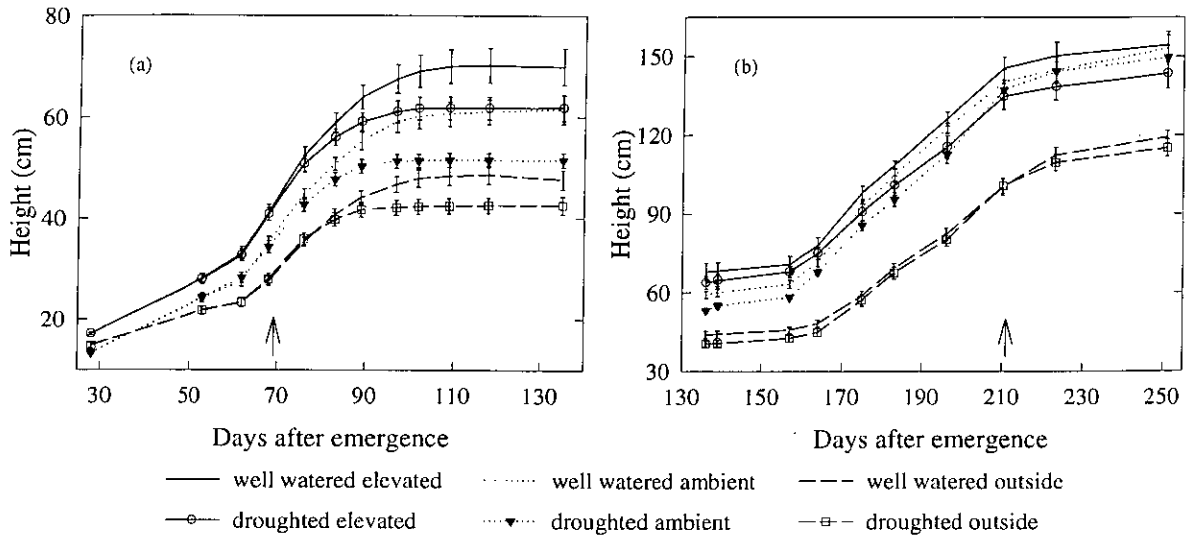 80
60
40
20
(a)
Height (cm)
30 50 70 90 110 130
Days after emergence
150
120
90
60
30
(b)
Height (cm)
130 150 170 190 210 230 250
Days after emergence
well watered elevated
well watered ambient
well watered outside
droughted elevated
droughted ambient
droughted outside